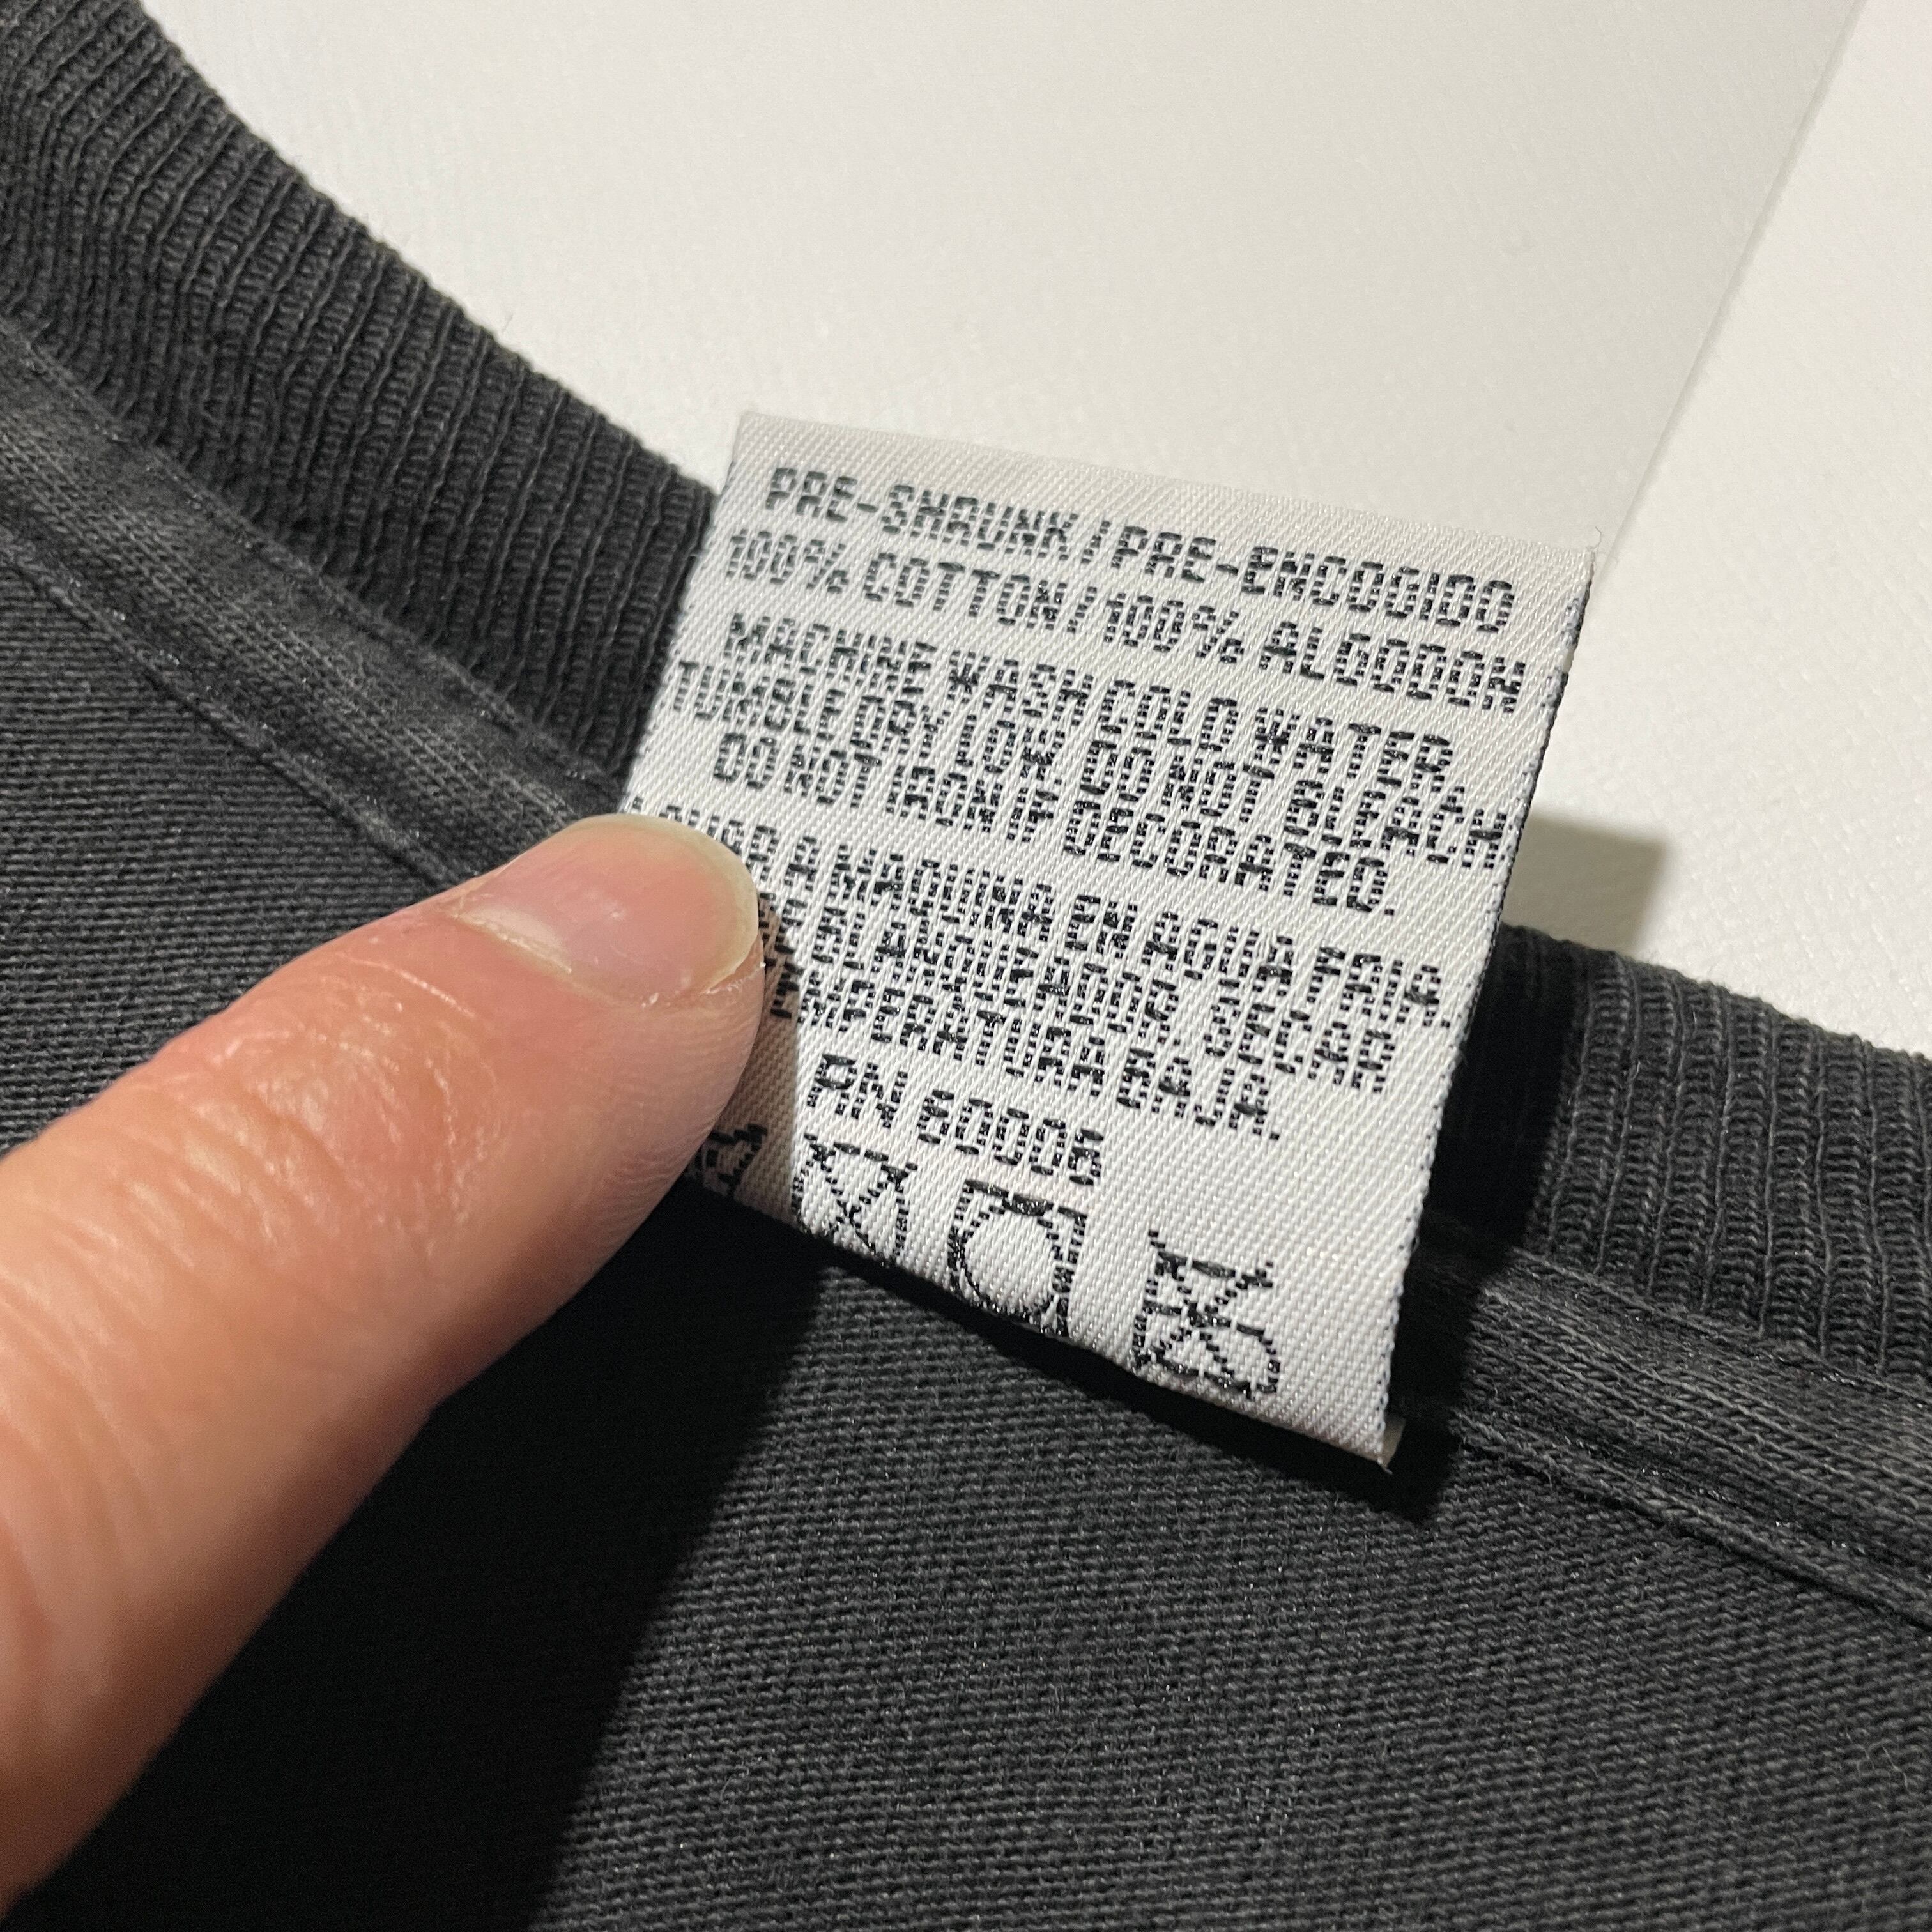 PRE-SHRUNK/PRE-ENCOGIDO
100% COTTON/100% ALGODON
MACHINE WASH COLD WATER
TUMBLE DRY LOW. DO NOT BLEACH
DO NOT IRON IF DECORATED.
A MAQUINA EN AGUA FRIA.
BLANQUEADOR. SECAR
TEMPERATURA BAJA.
RN 60006